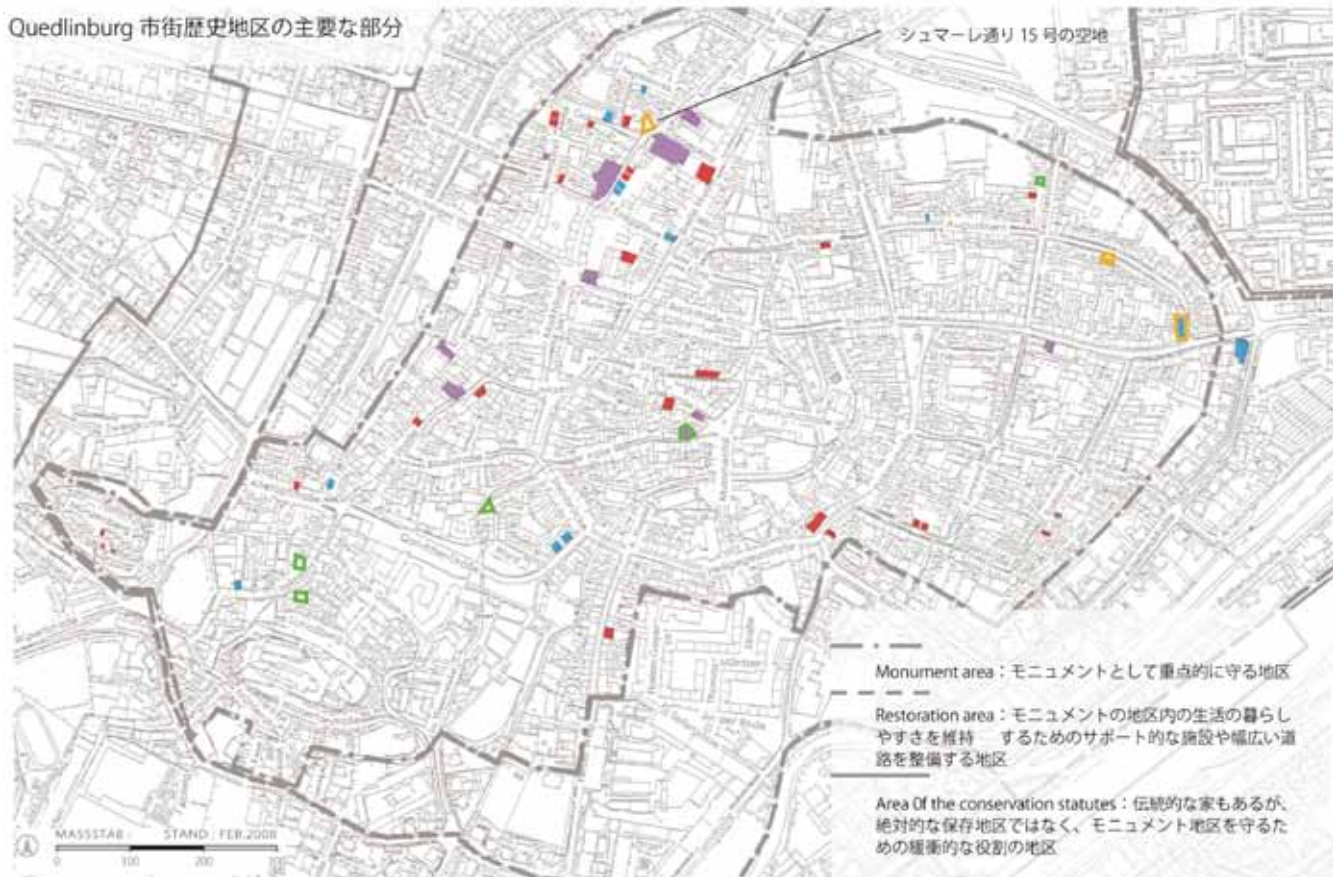 Quedlinburg 市街歴史地区の主要な部分
シュマーレ通り 15 号の空地
Monument area：モニュメントとして重点的に守る地区
Restoration area：モニュメントの地区内の生活の暮らし
やすさを維持　するためのサポート的な施設や幅広い道
路を整備する地区
Area Of the conservation statutes：伝統的な家もあるが、
絶対的な保存地区ではなく、モニュメント地区を守るた
めの緩衝的な役割の地区
MASSSTAB : STAND : FEB.2008
0 100 200 300